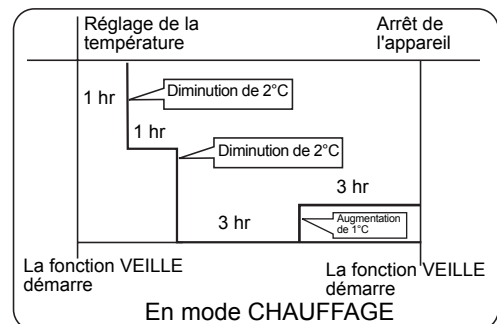 Réglage de la
température
Arrêt de
l'appareil
1 hr
Diminution de 2°C
1 hr
Diminution de 2°C
3 hr
3 hr
Augmentation
de 1°C
La fonction VEILLE
démarre
La fonction VEILLE
démarre
En mode CHAUFFAGE